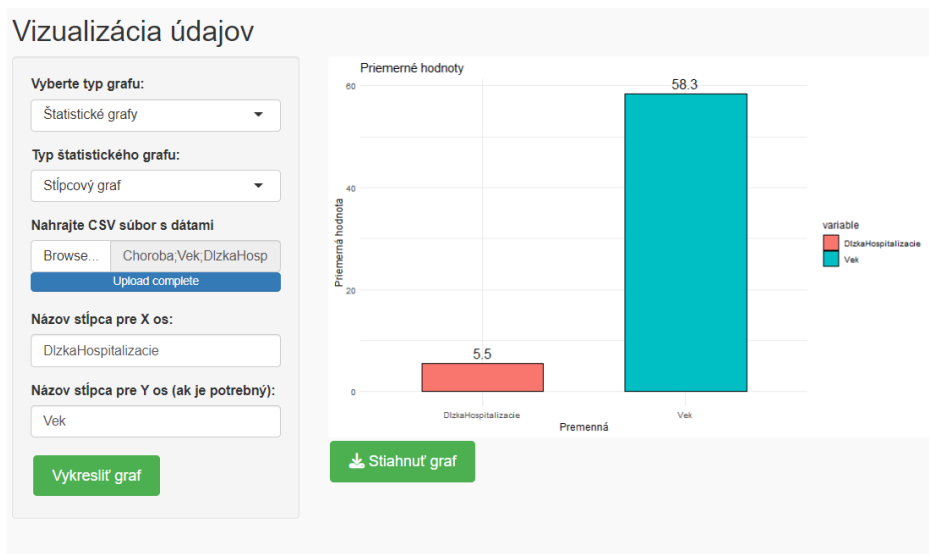 Vizualizácia údajov
Vyberte typ grafu:
Štatistické grafy
Typ štatistického grafu:
Stĺpcový graf
Nahrajte CSV súbor s dátami
Browse... Choroba;Vek;DlzkaHosp
Upload complete
Názov stĺpca pre X os:
DlzkaHospitalizacie
Názov stĺpca pre Y os (ak je potrebný):
Vek
Vykresliť graf
Priemerné hodnoty
Priemerná hodnota
60
40
20
0
5.5
58.3
DlzkaHospitalizacie Vek
Premenná
variable
DlzkaHospitalizacie
Vek
Stiahnuť graf